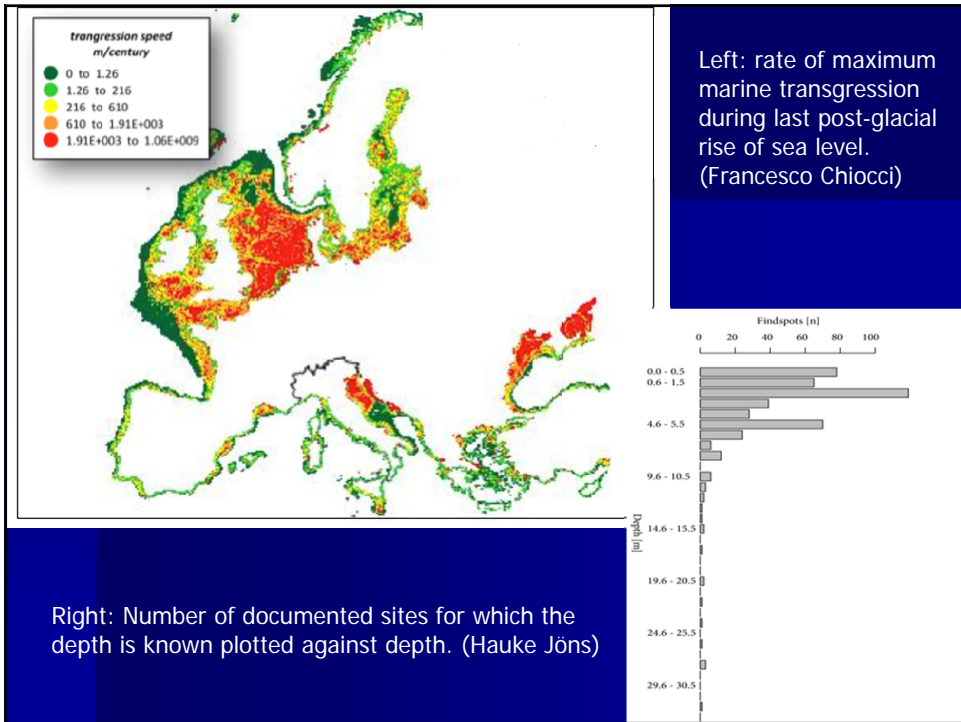 trangression speed
m/century
0 to 1.26
1.26 to 216
216 to 610
610 to 1.91E+003
1.91E+003 to 1.06E+009
Left: rate of maximum
marine transgression
during last post-glacial
rise of sea level.
(Francesco Chiocci)
Findspots [n]
0 20 40 60 80 100
0.0 - 0.5
0.6 - 1.5
4.6 - 5.5
9.6 - 10.5
14.6 - 15.5
19.6 - 20.5
24.6 - 25.5
29.6 - 30.5
Depth [m]
Right: Number of documented sites for which the
depth is known plotted against depth. (Hauke Jöns)